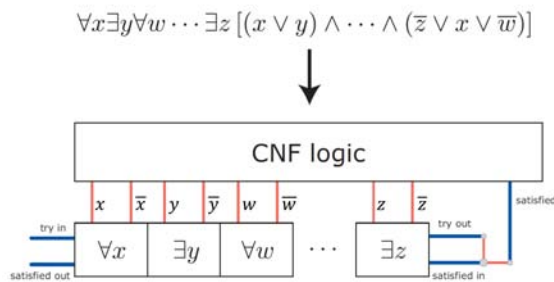 ∀x∃y∀w ⋯ ∃z [(x ∨ y) ∧ ⋯ ∧ (z̅ ∨ x ∨ w̅)]
CNF logic
x x̅ y y̅ w w̅ z z̅ satisfied
try in ∀x ∃y ∀w ⋯ ∃z try out
satisfied out satisfied in